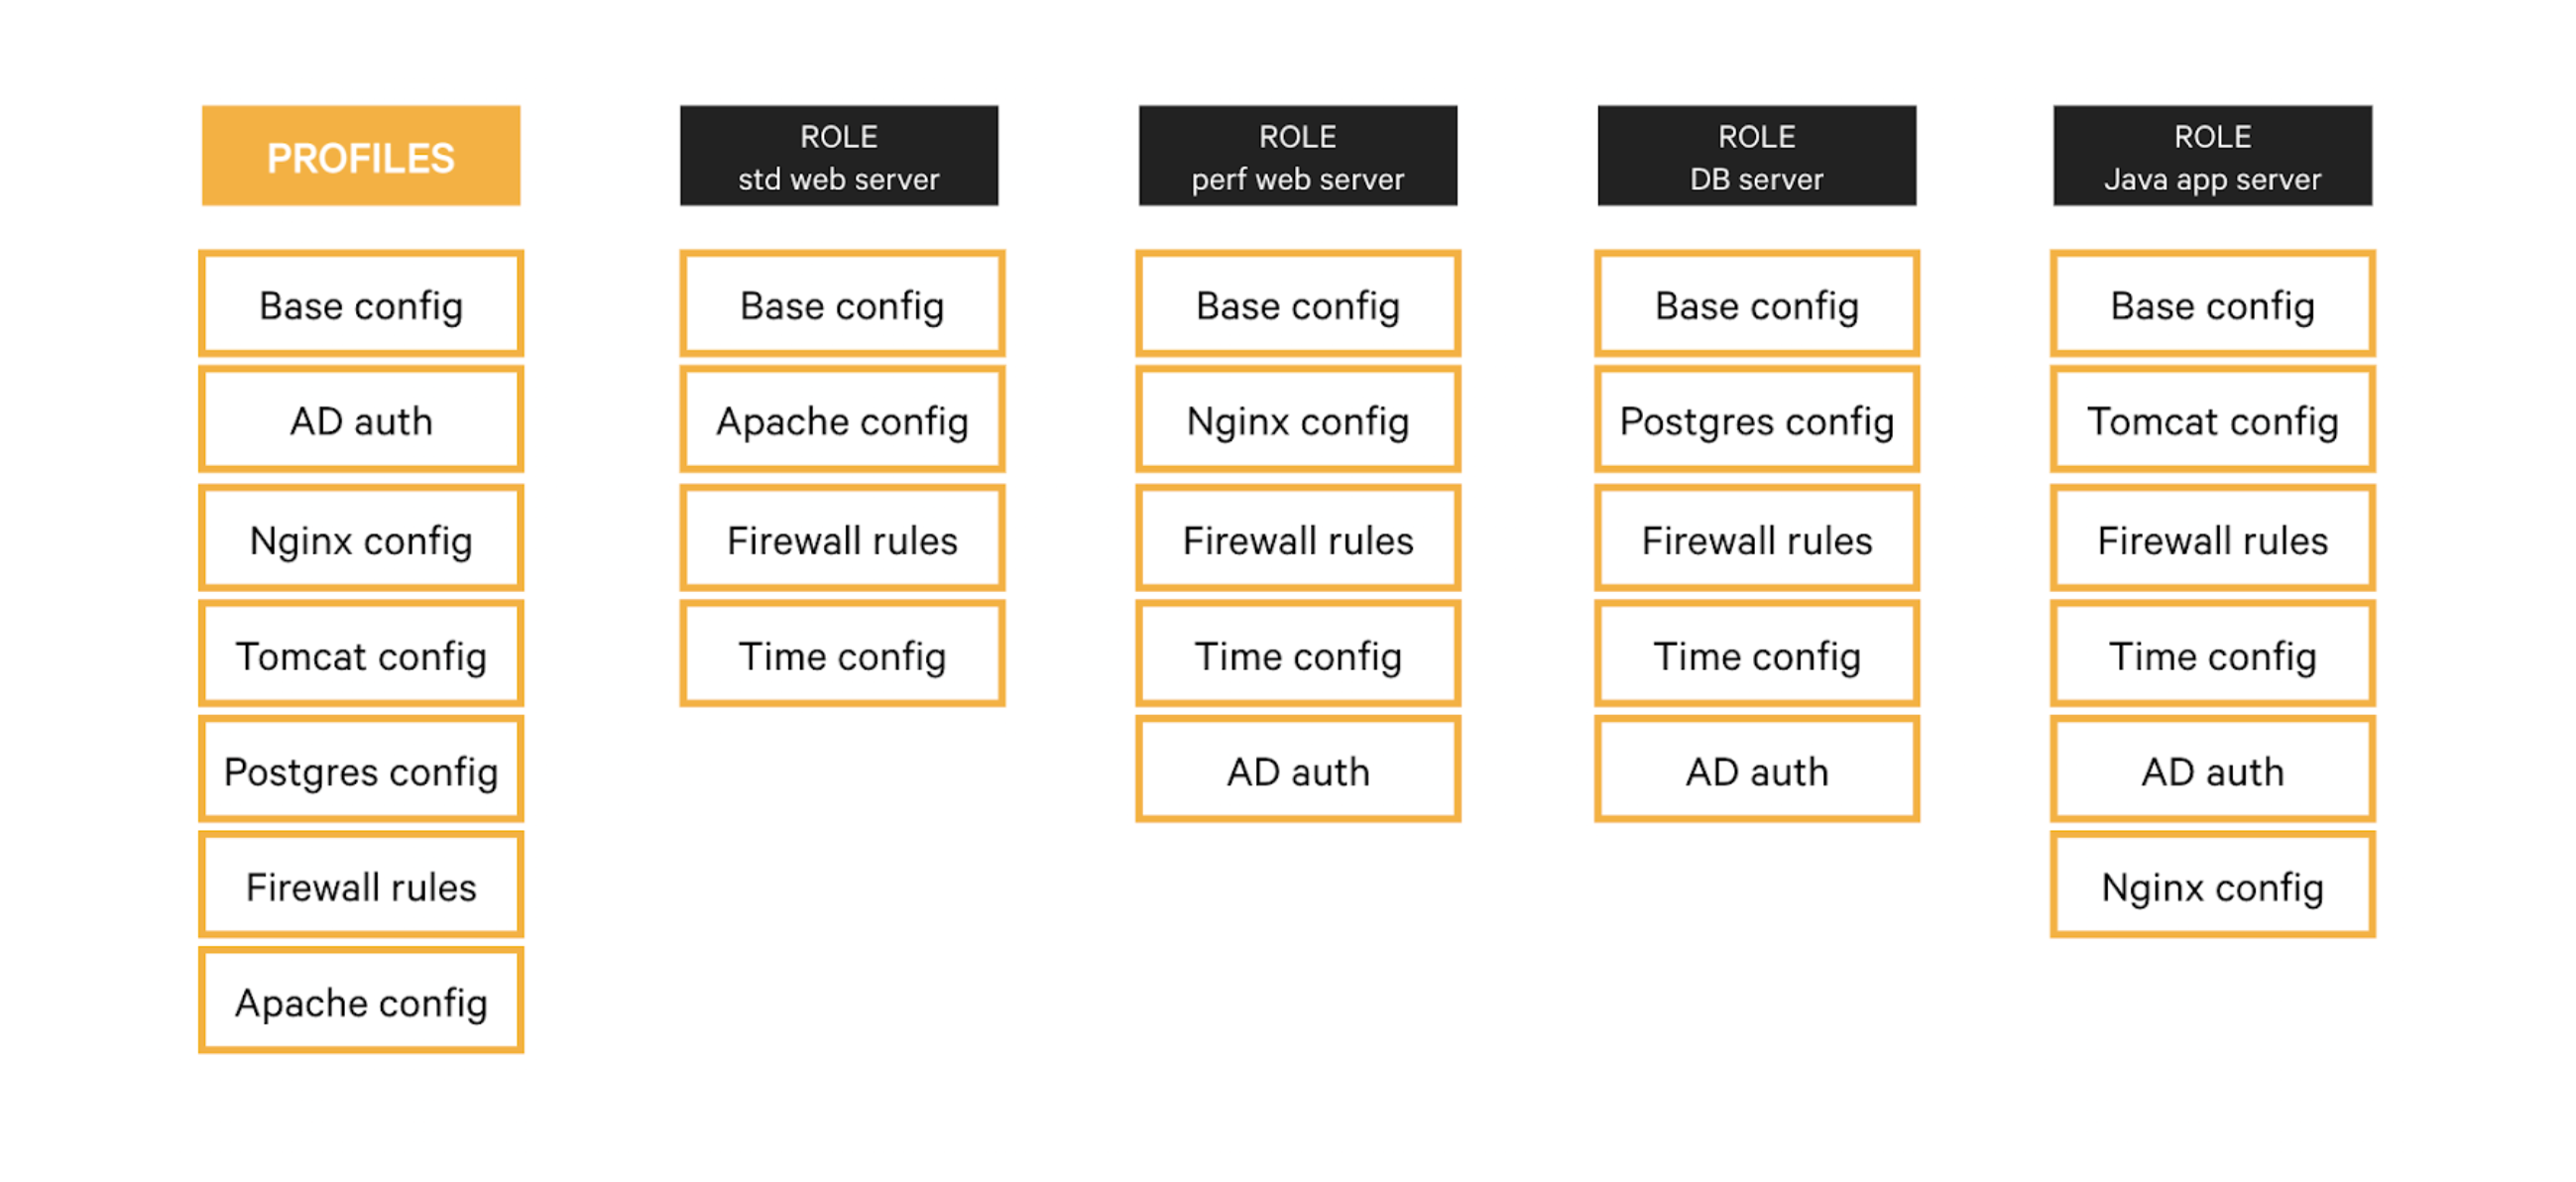 PROFILES
Base config
AD auth
Nginx config
Tomcat config
Postgres config
Firewall rules
Apache config
ROLE
std web server
Base config
Apache config
Firewall rules
Time config
ROLE
perf web server
Base config
Nginx config
Firewall rules
Time config
AD auth
ROLE
DB server
Base config
Postgres config
Firewall rules
Time config
AD auth
ROLE
Java app server
Base config
Tomcat config
Firewall rules
Time config
AD auth
Nginx config